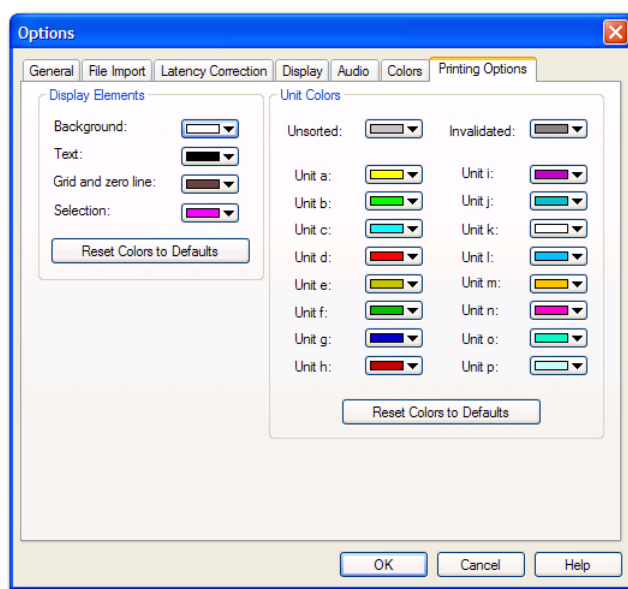 Options
General File Import Latency Correction Display Audio Colors Printing Options
Display Elements
Background:
Text:
Grid and zero line:
Selection:
Reset Colors to Defaults
Unit Colors
Unsorted: Invalidated:
Unit a: Unit i:
Unit b: Unit j:
Unit c: Unit k:
Unit d: Unit l:
Unit e: Unit m:
Unit f: Unit n:
Unit g: Unit o:
Unit h: Unit p:
Reset Colors to Defaults
OK Cancel Help